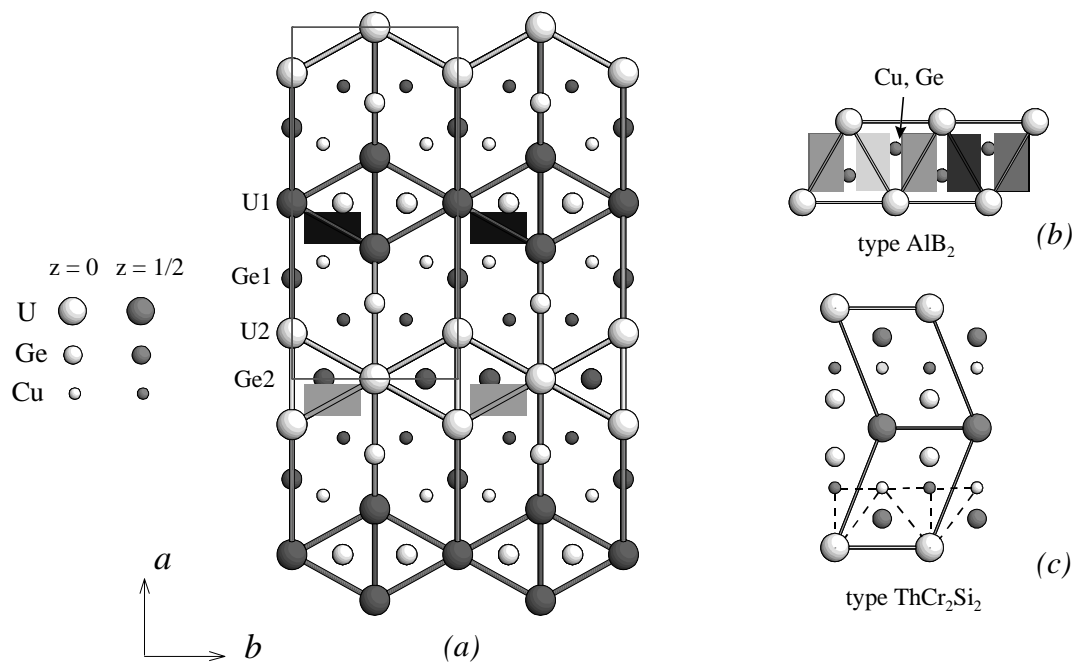 Cu, Ge
U1
(b)
type AlB2
z = 0 z = 1/2
Ge1
U
U2
Ge
Ge2
Cu
(c)
type ThCr2Si2
a
b
(a)